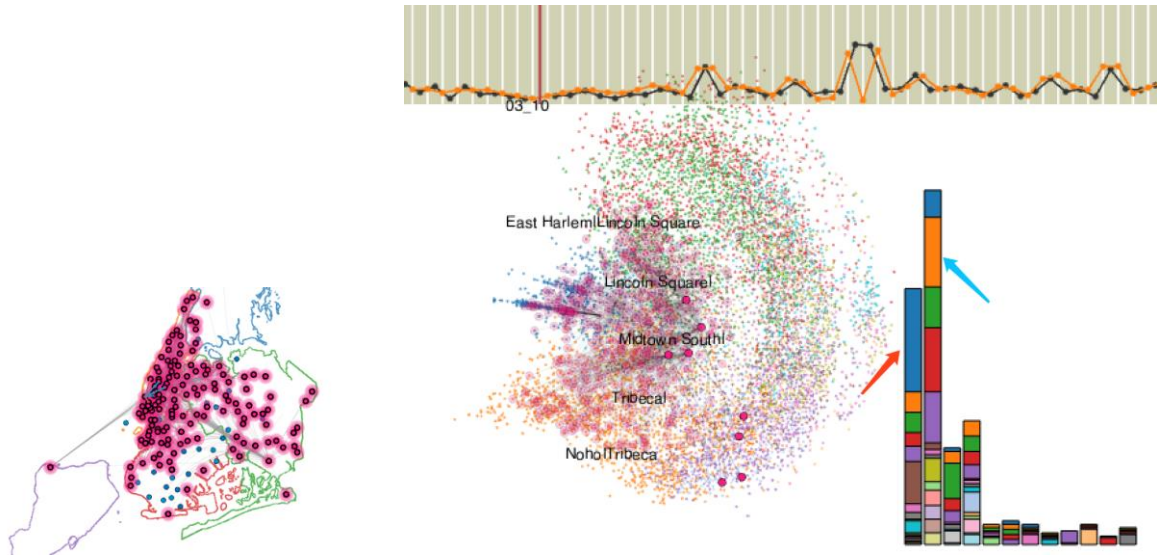 03_10
East Harlem|Lincoln Square
Lincoln Square|
Midtown South|
Tribeca|
Noho|Tribeca